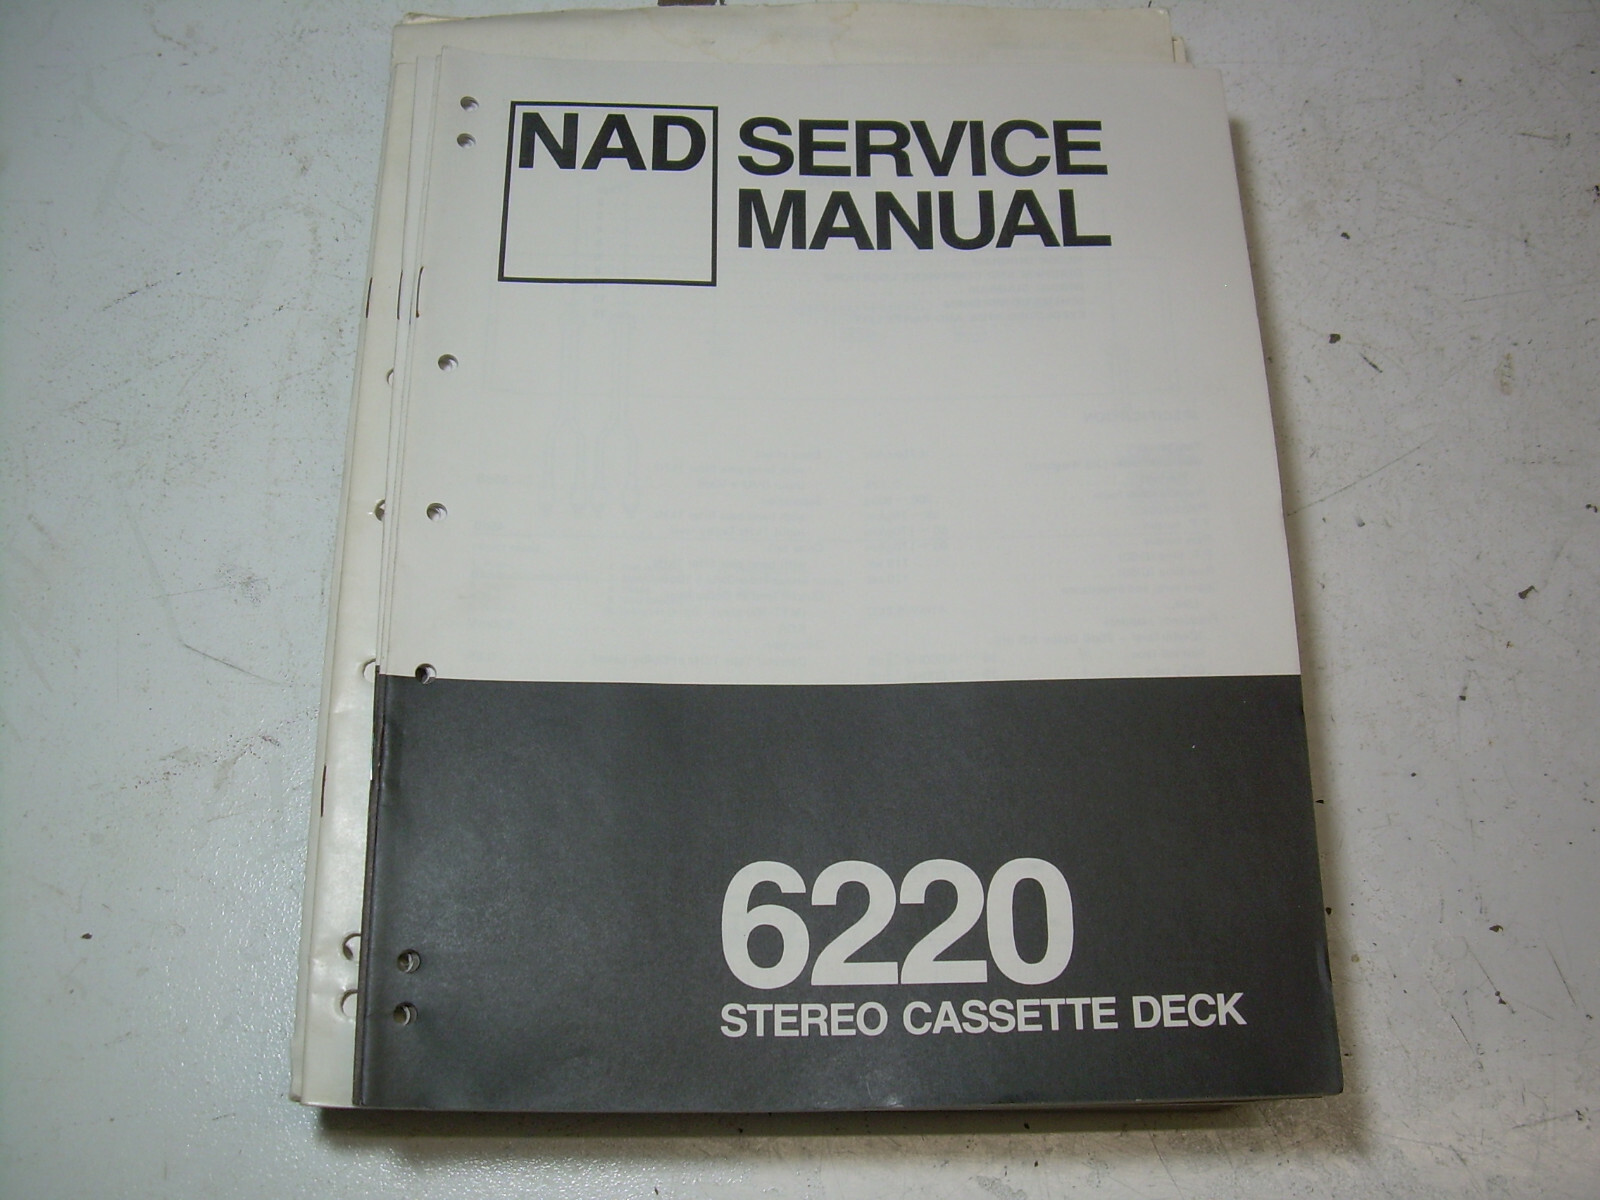 NAD
SERVICE
MANUAL
6220
STEREO CASSETTE DECK